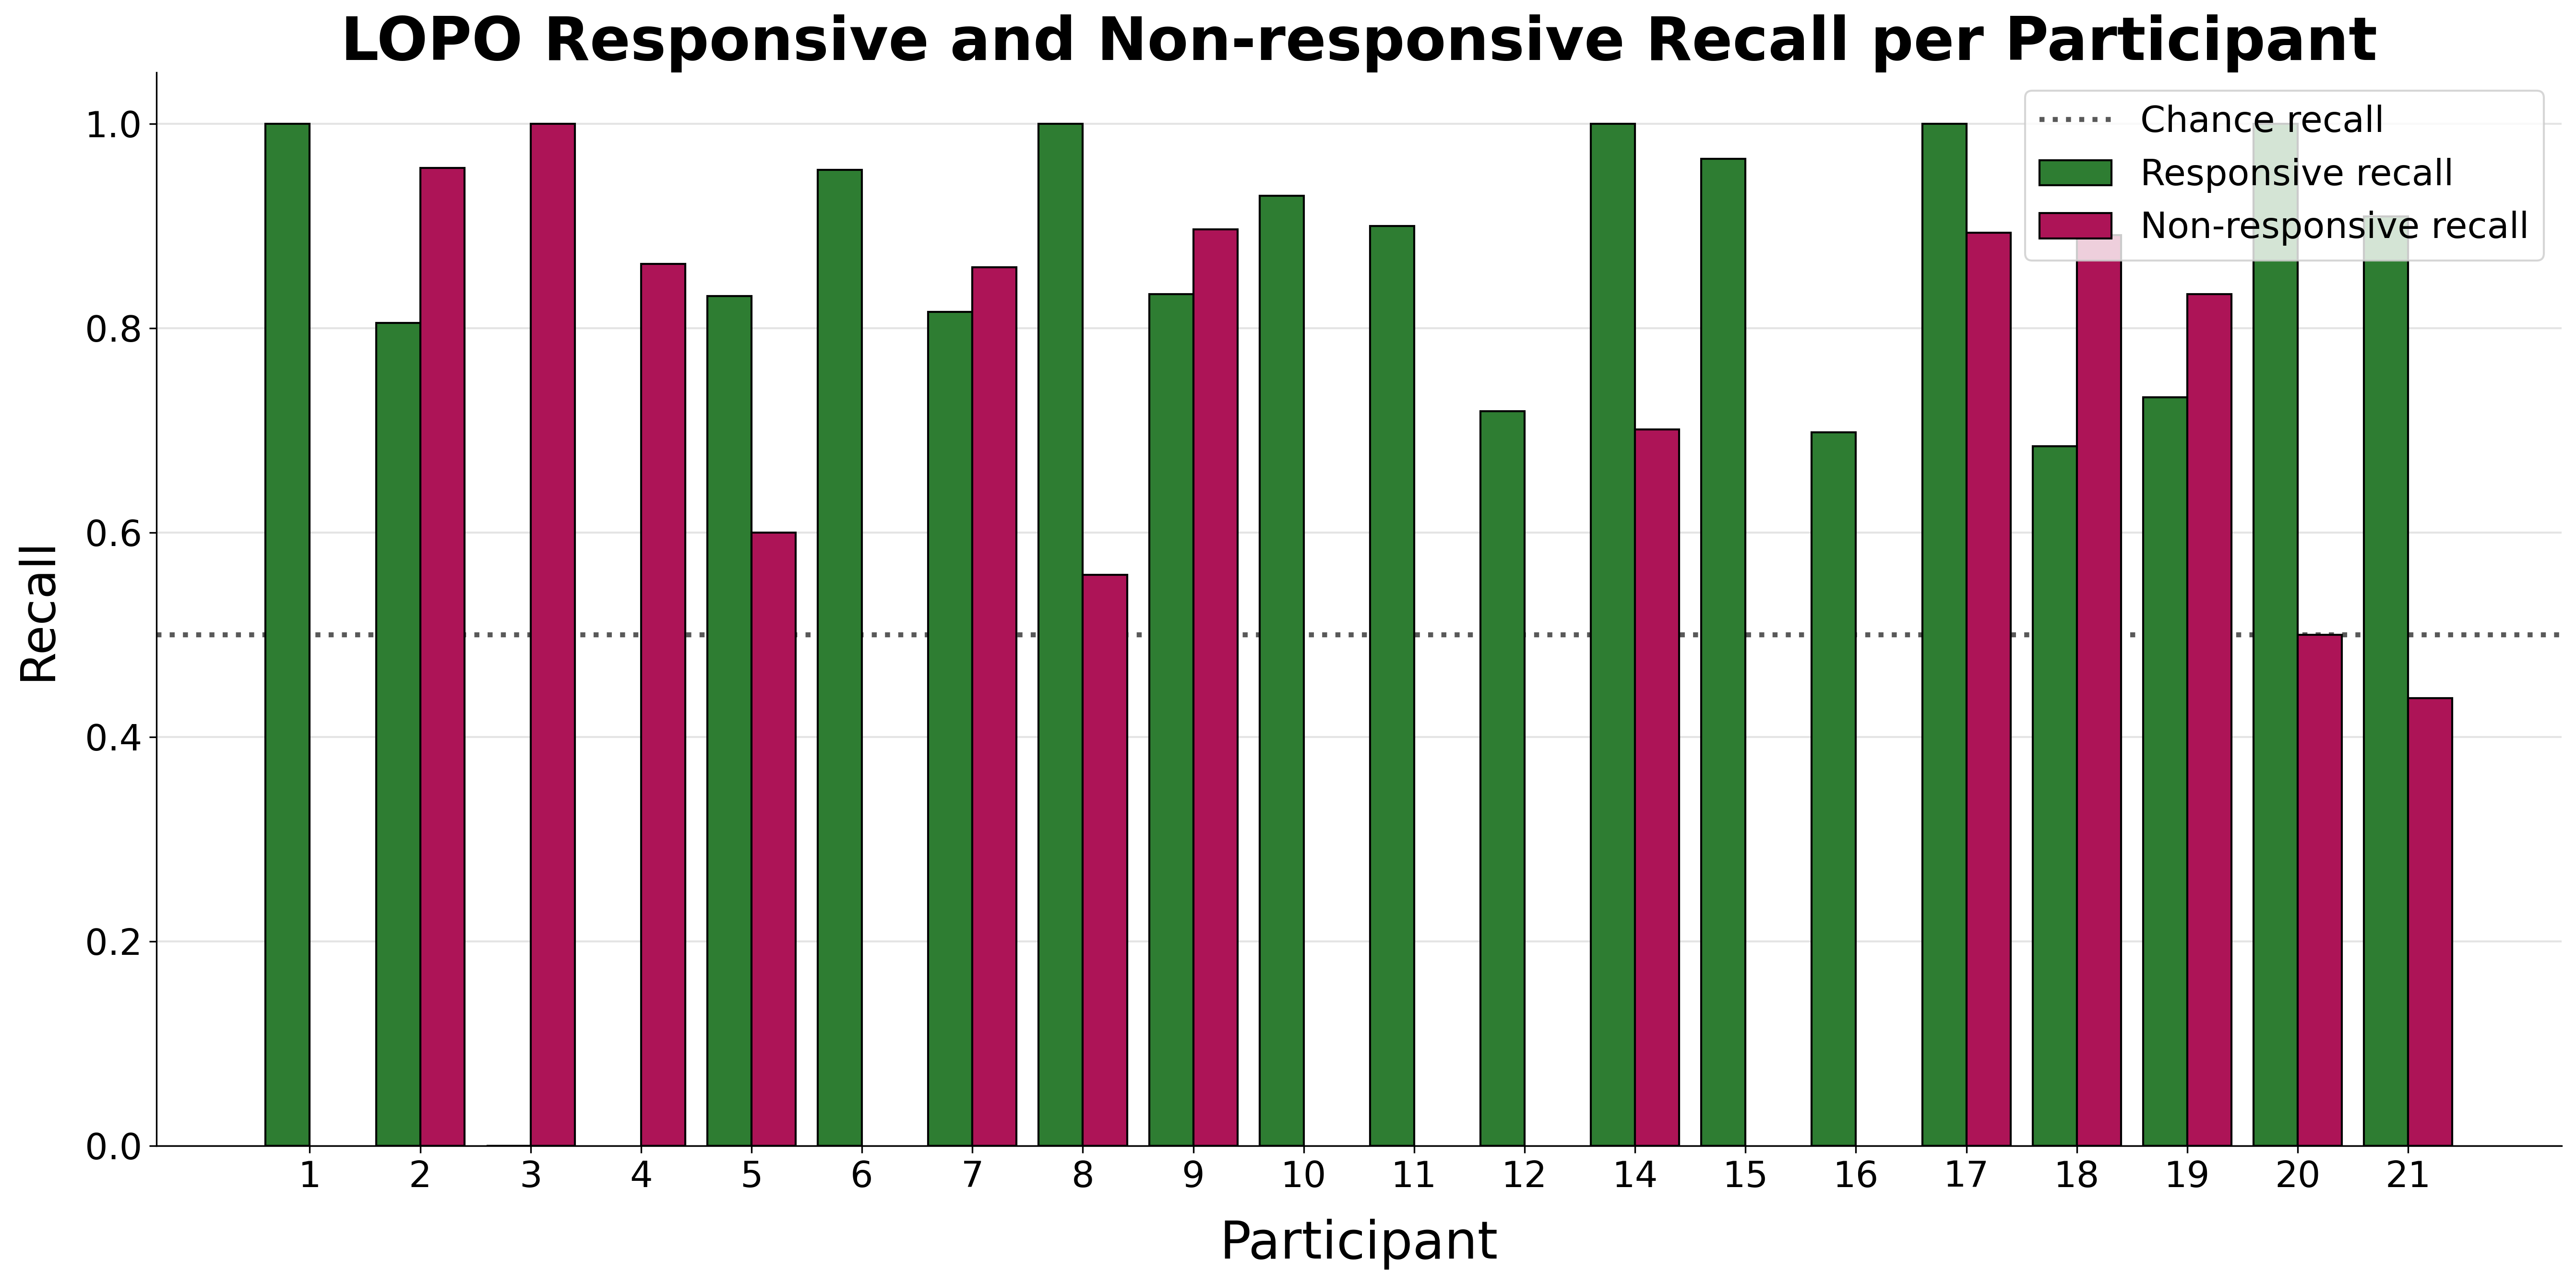 LOPO Responsive and Non-responsive Recall per Participant
Chance recall
Responsive recall
Non-responsive recall
Recall
1.0
0.8
0.6
0.4
0.2
0.0
1 2 3 4 5 6 7 8 9 10 11 12 14 15 16 17 18 19 20 21
Participant